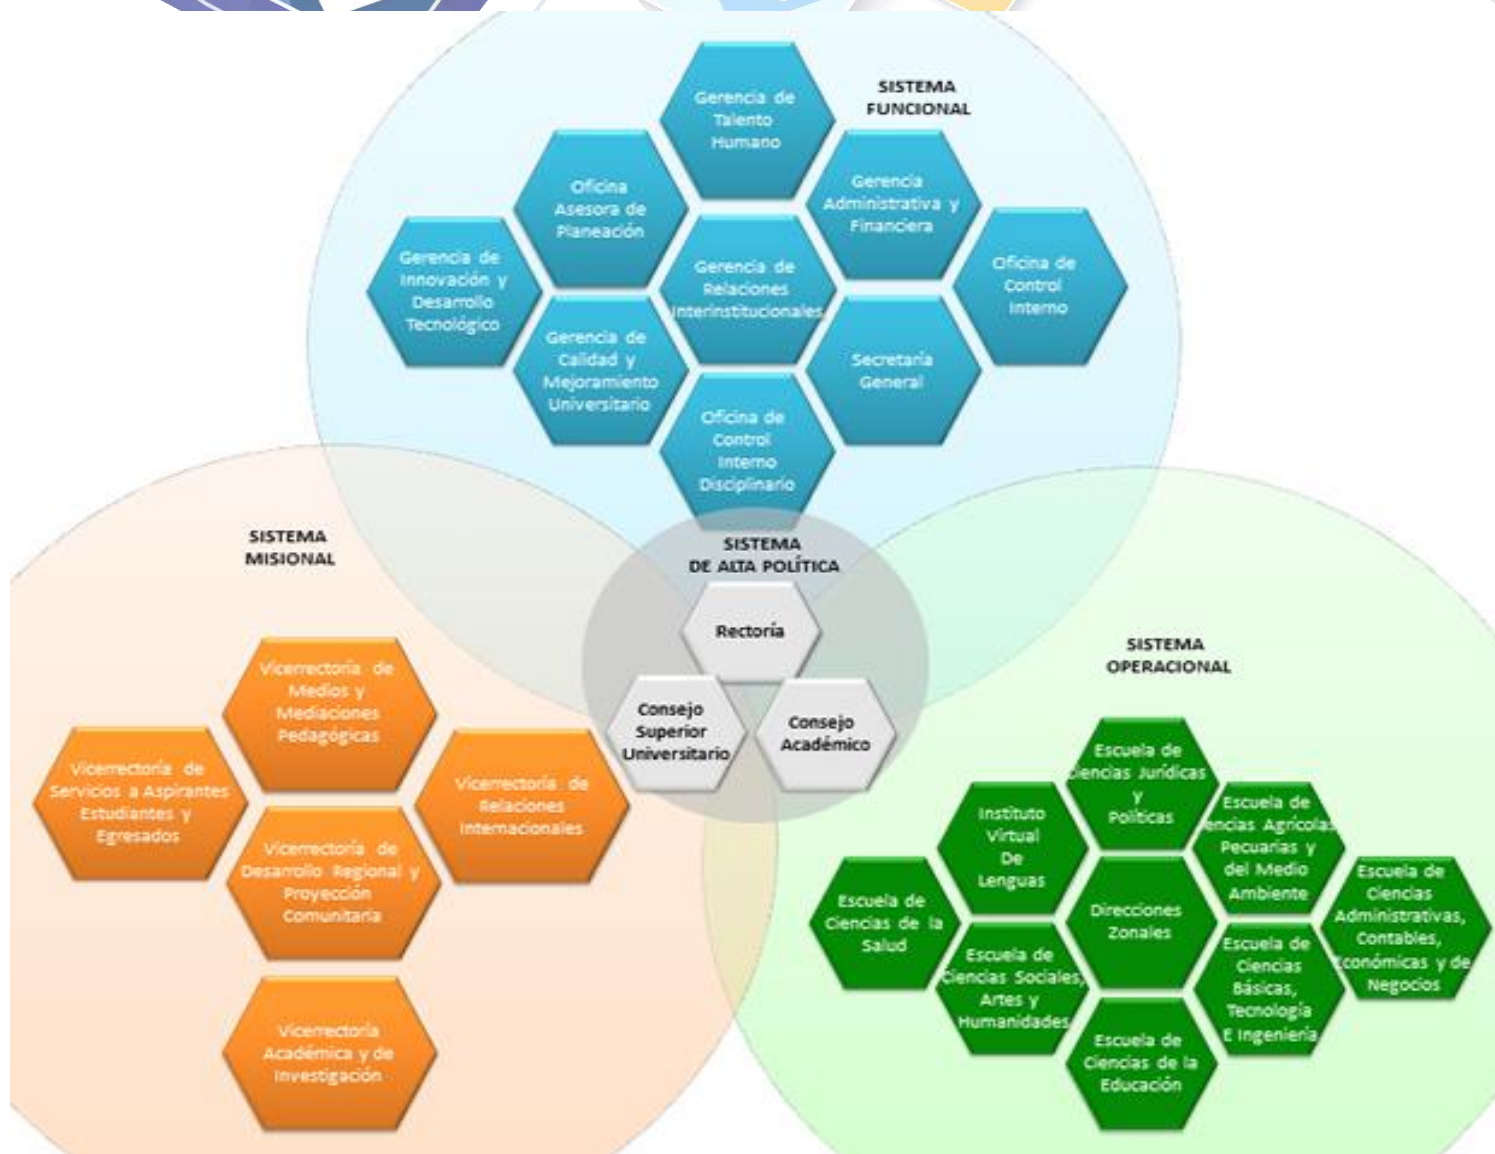 SISTEMA
FUNCIONAL
Gerencia de
Talento
Humano
Oficina
Asesora de
Planeación
Gerencia
Administrativa y
Financiera
Gerencia de
Innovación y
Desarrollo
Tecnológico
Gerencia de
Relaciones
Interinstitucionales
Oficina de
Control
Interno
Gerencia de
Calidad y
Mejoramiento
Universitario
Secretaría
General
Oficina de
Control
Interno
Disciplinario
SISTEMA
DE ALTA POLÍTICA
Rectoría
Consejo
Superior
Universitario
Consejo
Académico
SISTEMA
MISIONAL
Vicerrectoría de
Medios y
Mediaciones
Pedagógicas
Vicerrectoría de
Servicios a Aspirantes
Estudiantes y
Egresados
Vicerrectoría de
Relaciones
Internacionales
Vicerrectoría de
Desarrollo Regional y
Proyección
Comunitaria
Vicerrectoría
Académica y de
Investigación
SISTEMA
OPERACIONAL
Escuela de
Ciencias Jurídicas
y
Políticas
Instituto
Virtual
De
Lenguas
Escuela de
Ciencias Agrícolas
Pecuarias y
del Medio
Ambiente
Escuela de
Ciencias de la
Salud
Direcciones
Zonales
Escuela de
Ciencias
Administrativas,
Contables,
Económicas y de
Negocios
Escuela de
Ciencias Sociales,
Artes y
Humanidades
Escuela de
Ciencias
Básicas,
Tecnología
E Ingeniería
Escuela de
Ciencias de la
Educación